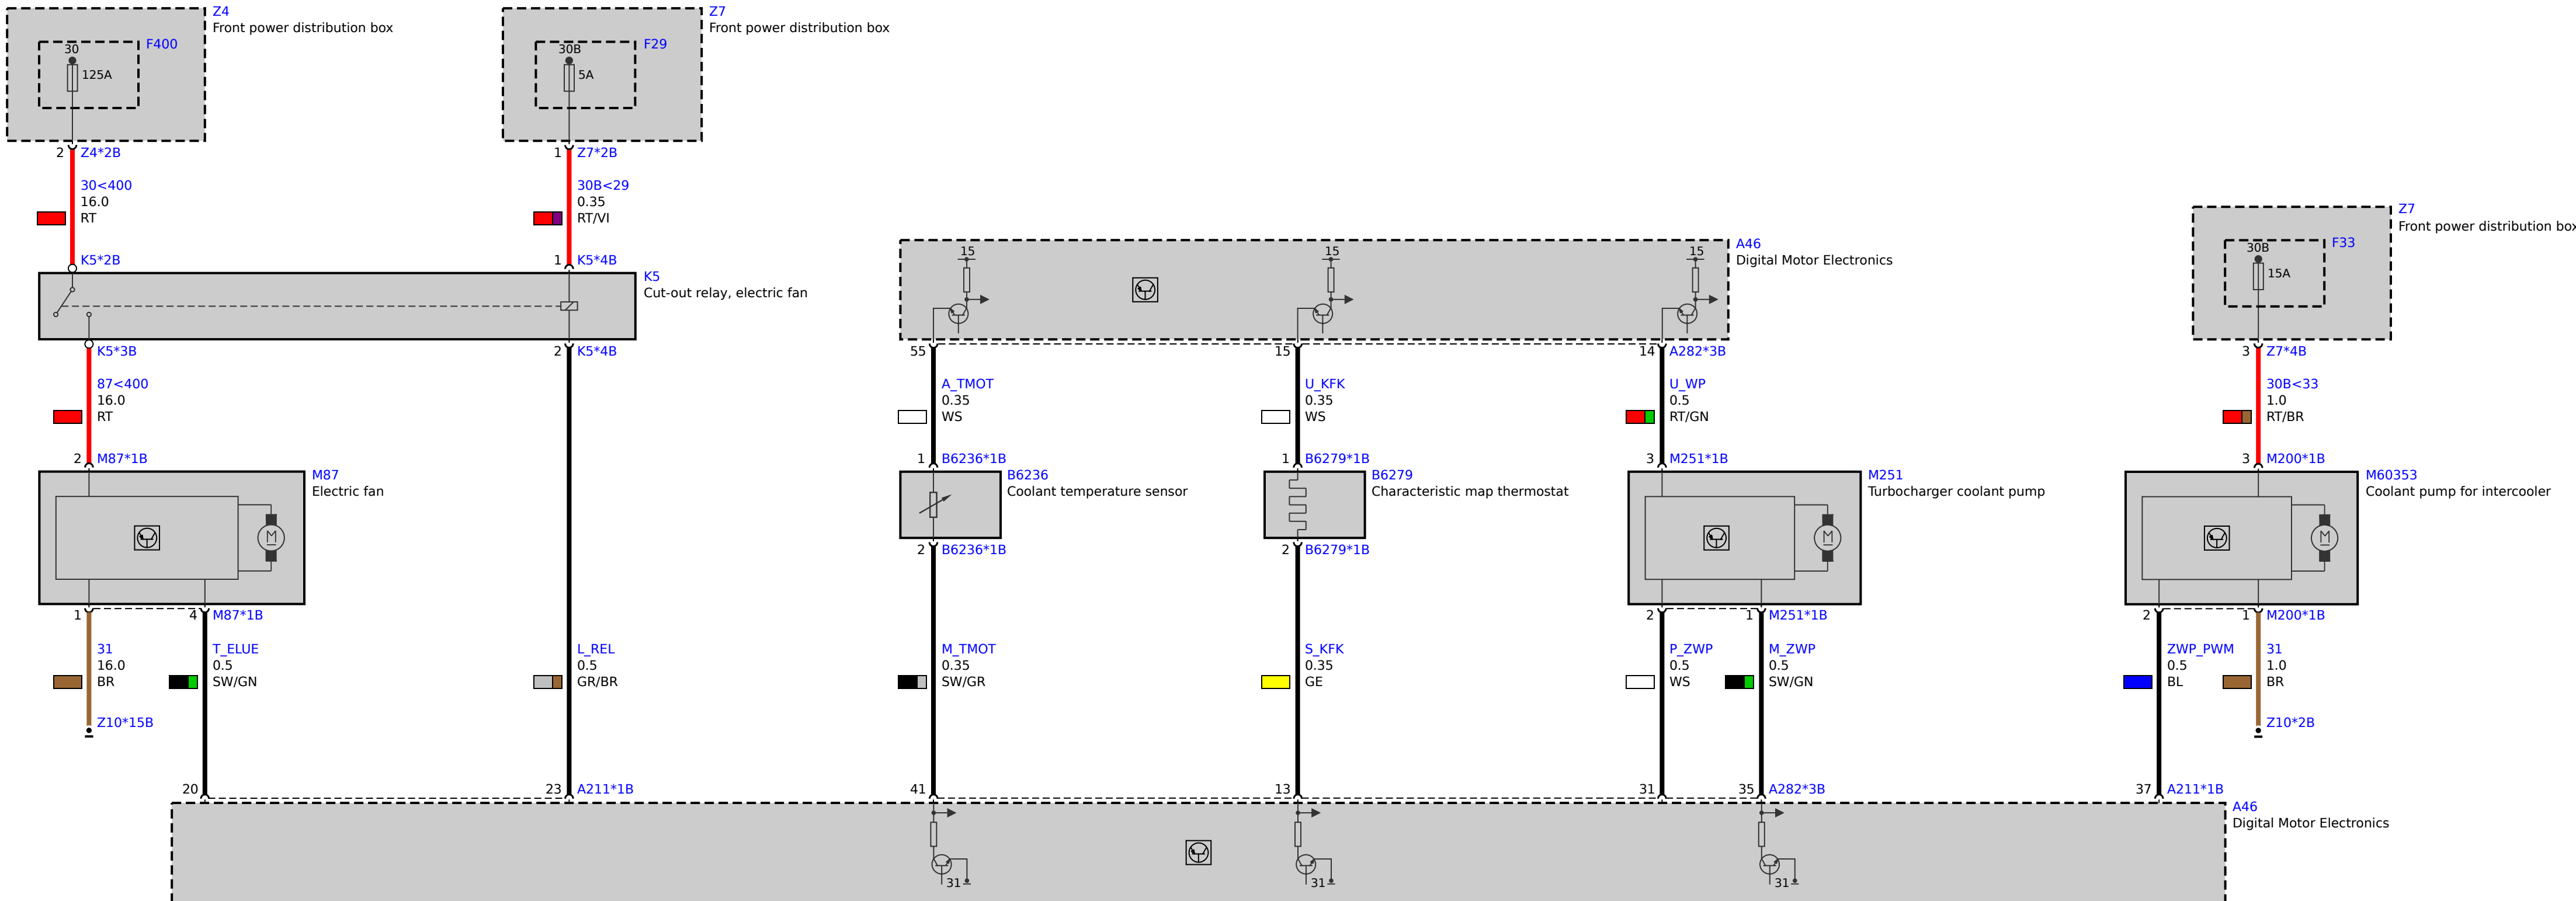 Z4
Front power distribution box
F400
30
125A
2 Z4*2B
30<400
16.0
RT
K5*2B
Z7
Front power distribution box
F29
30B
5A
1 Z7*2B
30B<29
0.35
RT/VI
1 K5*4B
K5
Cut-out relay, electric fan
K5*3B
2 K5*4B
87<400
16.0
RT
2 M87*1B
M87
Electric fan
M
1
4 M87*1B
31
16.0
BR
Z10*15B
T_ELUE
0.5
SW/GN
L_REL
0.5
GR/BR
20
23 A211*1B
A46
Digital Motor Electronics
15
15
15
55
15
14 A282*3B
A_TMOT
0.35
WS
1 B6236*1B
B6236
Coolant temperature sensor
2 B6236*1B
M_TMOT
0.35
SW/GR
41
U_KFK
0.35
WS
1 B6279*1B
B6279
Characteristic map thermostat
2 B6279*1B
S_KFK
0.35
GE
13
U_WP
0.5
RT/GN
3 M251*1B
M251
Turbocharger coolant pump
M
2
1 M251*1B
P_ZWP
0.5
WS
M_ZWP
0.5
SW/GN
31
35 A282*3B
Z7
Front power distribution box
F33
30B
15A
3 Z7*4B
30B<33
1.0
RT/BR
3 M200*1B
M60353
Coolant pump for intercooler
M
2
1 M200*1B
ZWP_PWM
0.5
BL
31
1.0
BR
Z10*2B
37 A211*1B
A46
Digital Motor Electronics
31
31
31